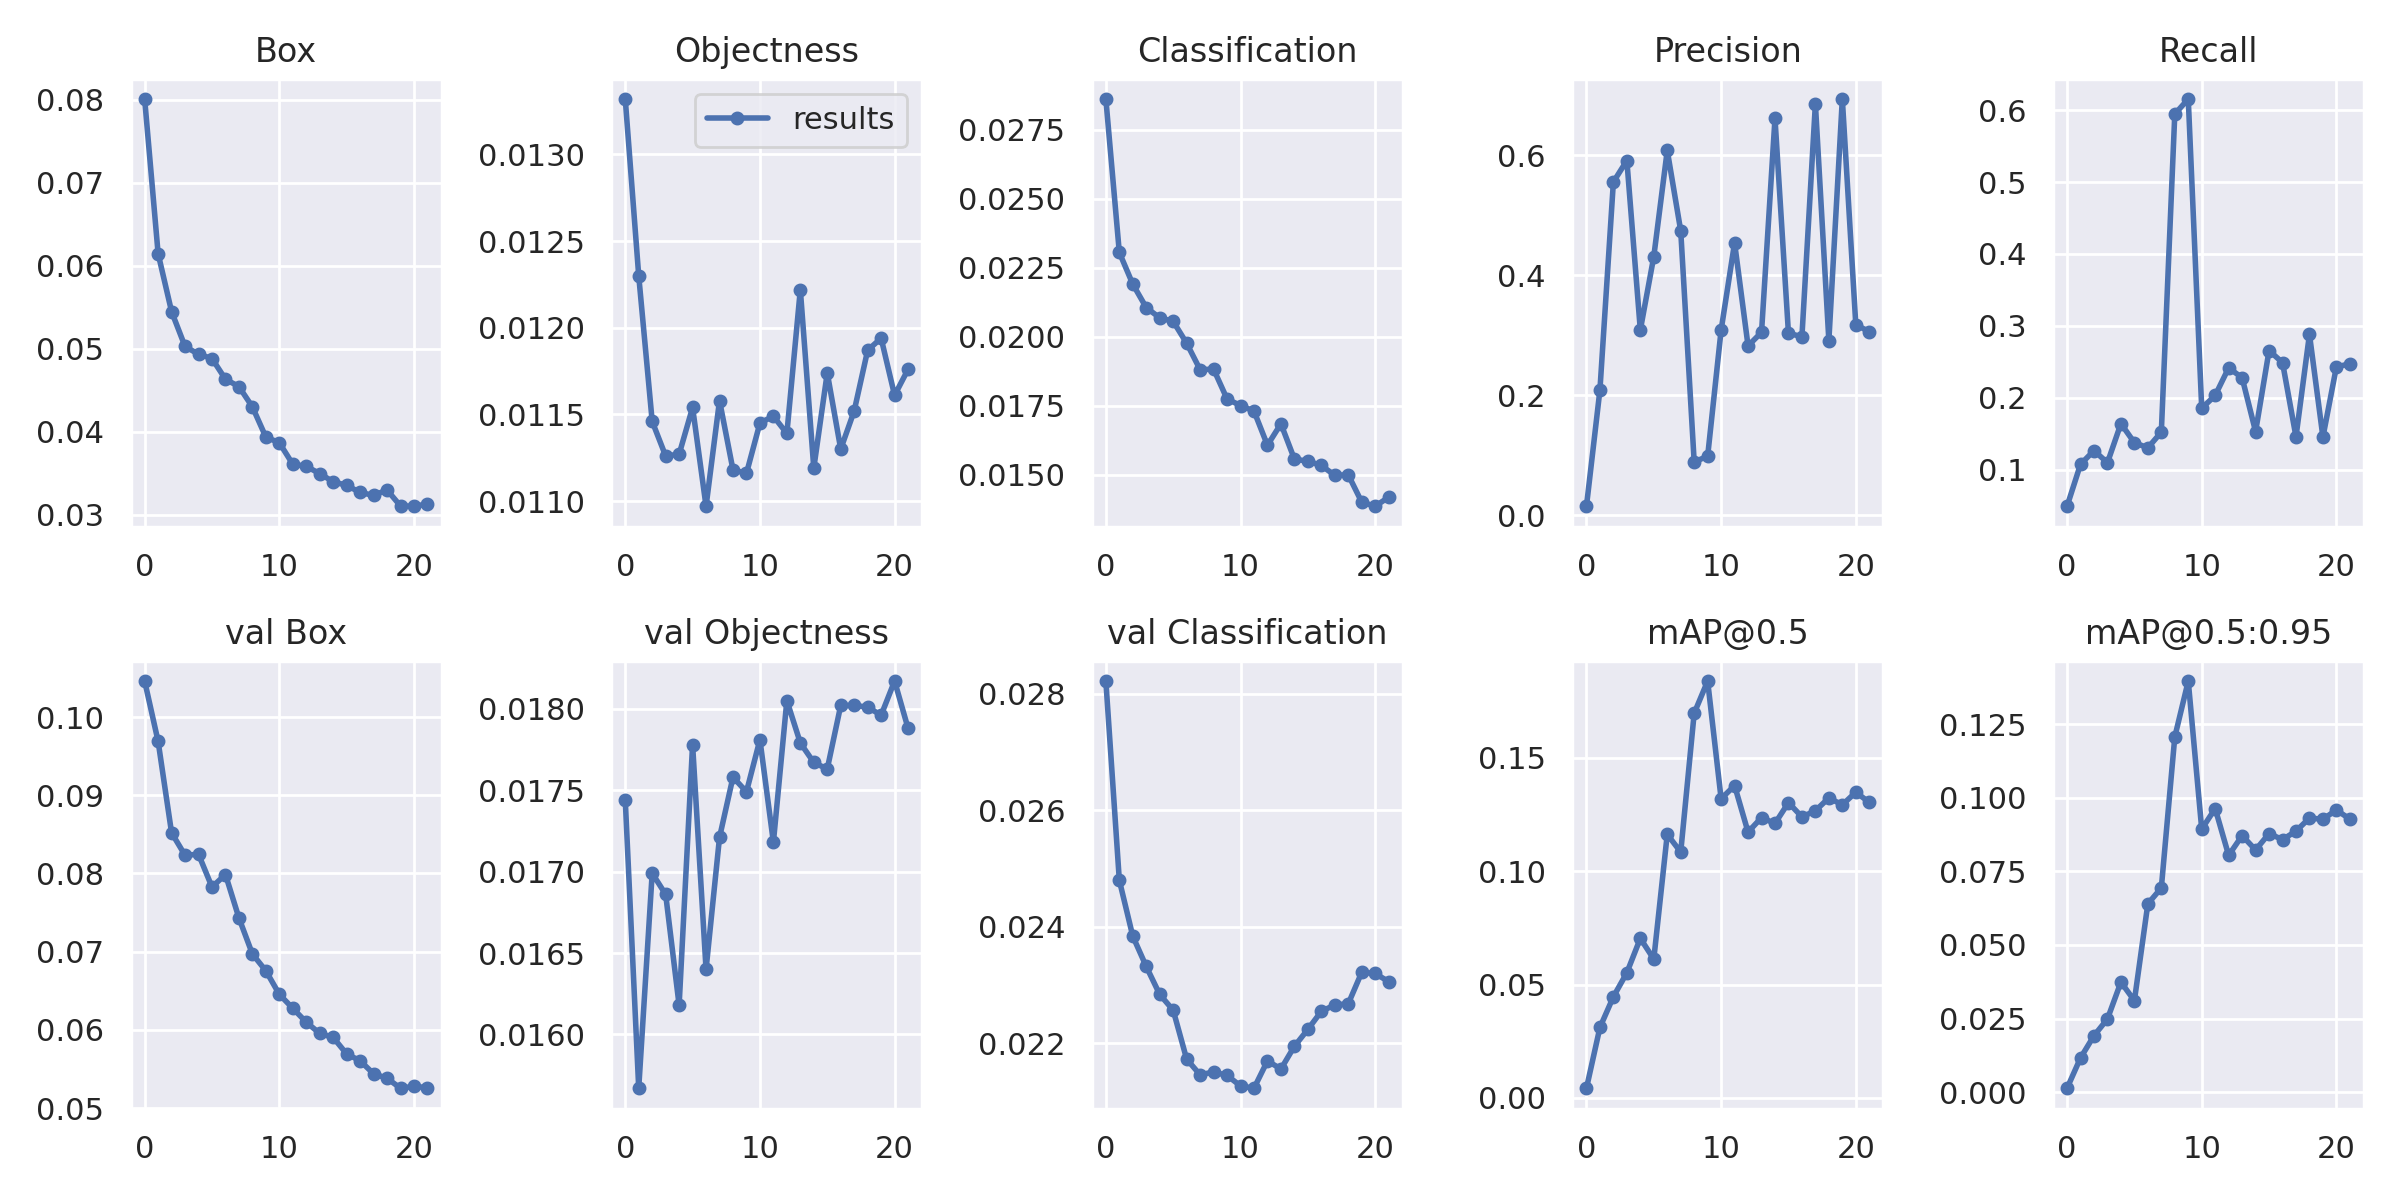 Box
0.08
0.07
0.06
0.05
0.04
0.03
0 10 20
Objectness
results
0.0130
0.0125
0.0120
0.0115
0.0110
0 10 20
Classification
0.0275
0.0250
0.0225
0.0200
0.0175
0.0150
0 10 20
Precision
0.6
0.4
0.2
0.0
0 10 20
Recall
0.6
0.5
0.4
0.3
0.2
0.1
0 10 20
val Box
0.10
0.09
0.08
0.07
0.06
0.05
0 10 20
val Objectness
0.0180
0.0175
0.0170
0.0165
0.0160
0 10 20
val Classification
0.028
0.026
0.024
0.022
0 10 20
mAP@0.5
0.15
0.10
0.05
0.00
0 10 20
mAP@0.5:0.95
0.125
0.100
0.075
0.050
0.025
0.000
0 10 20